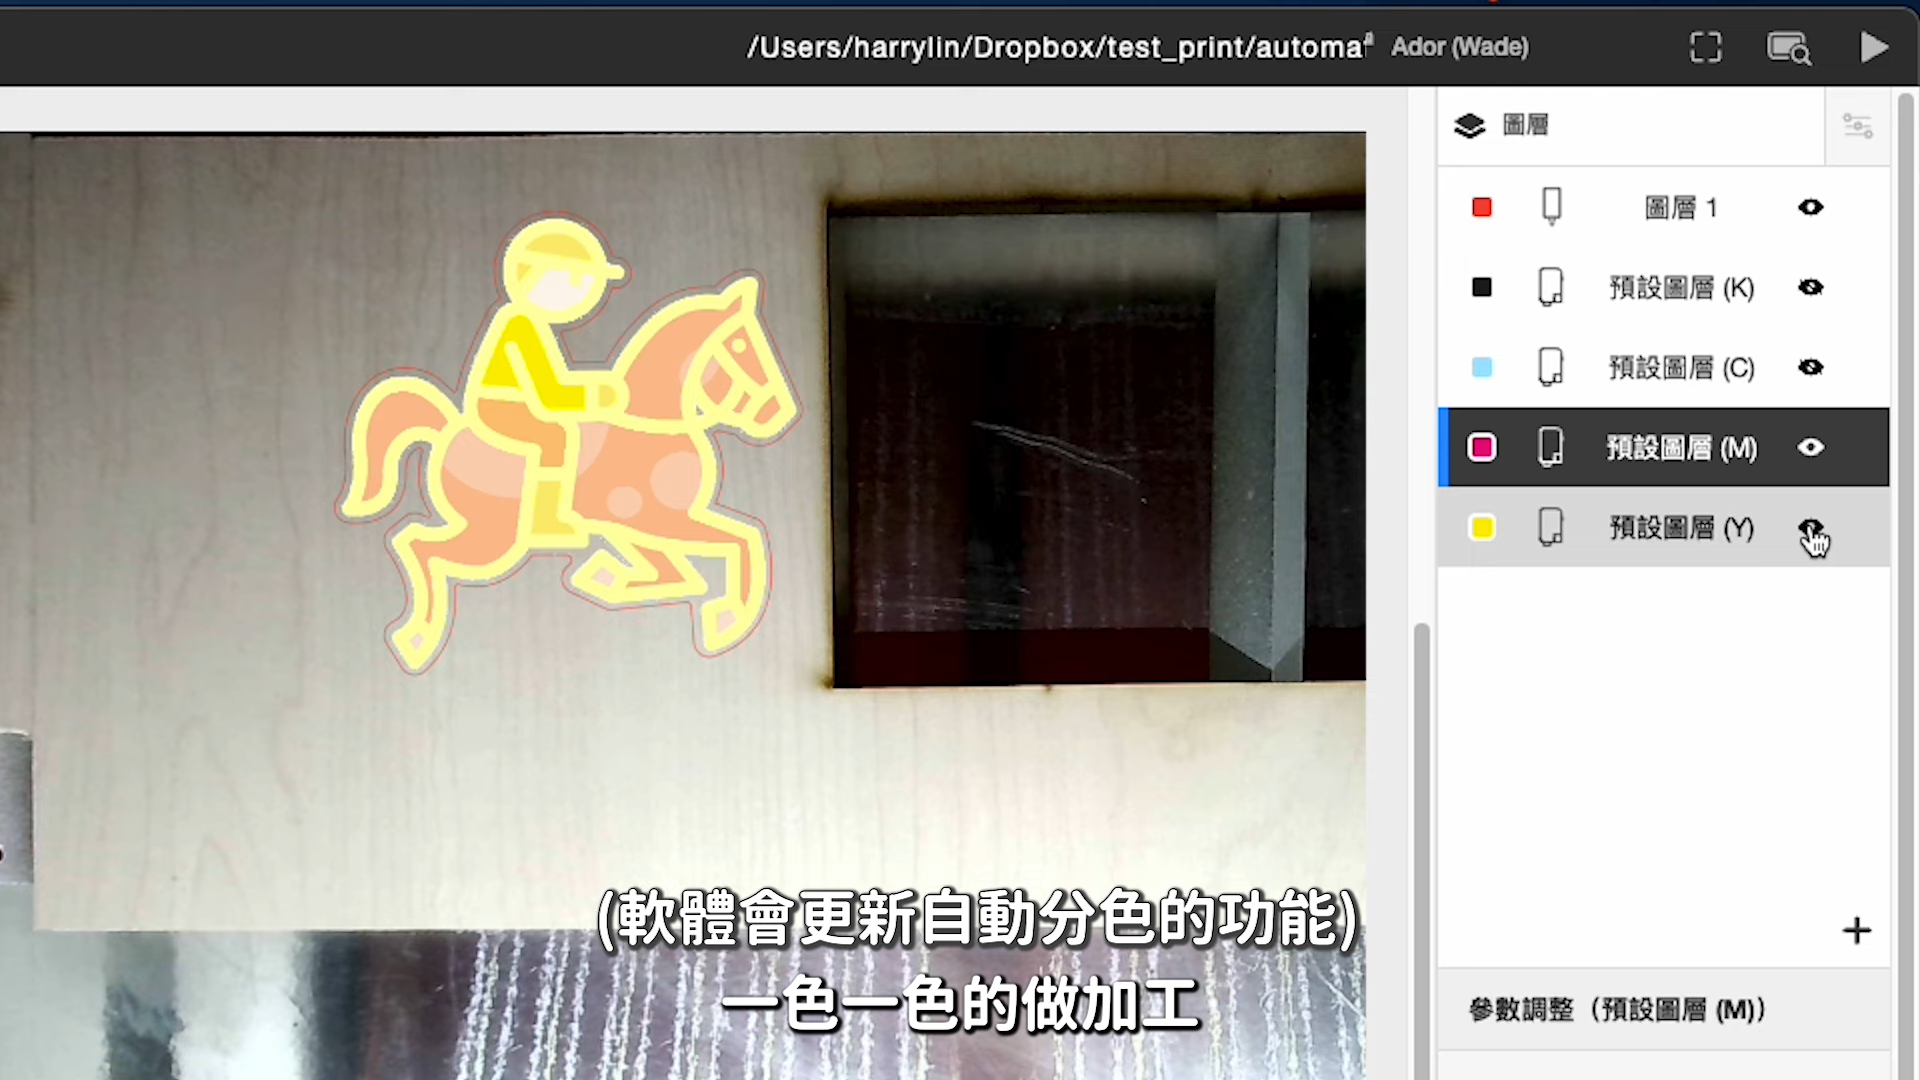 /Users/harrylin/Dropbox/test_print/automa
Ador (Wade)
圖層
圖層 1
預設圖層 (K)
預設圖層 (C)
預設圖層 (M)
預設圖層 (Y)
(軟體會更新自動分色的功能)
一色一色的做加工
+
參數調整（預設圖層 (M)）